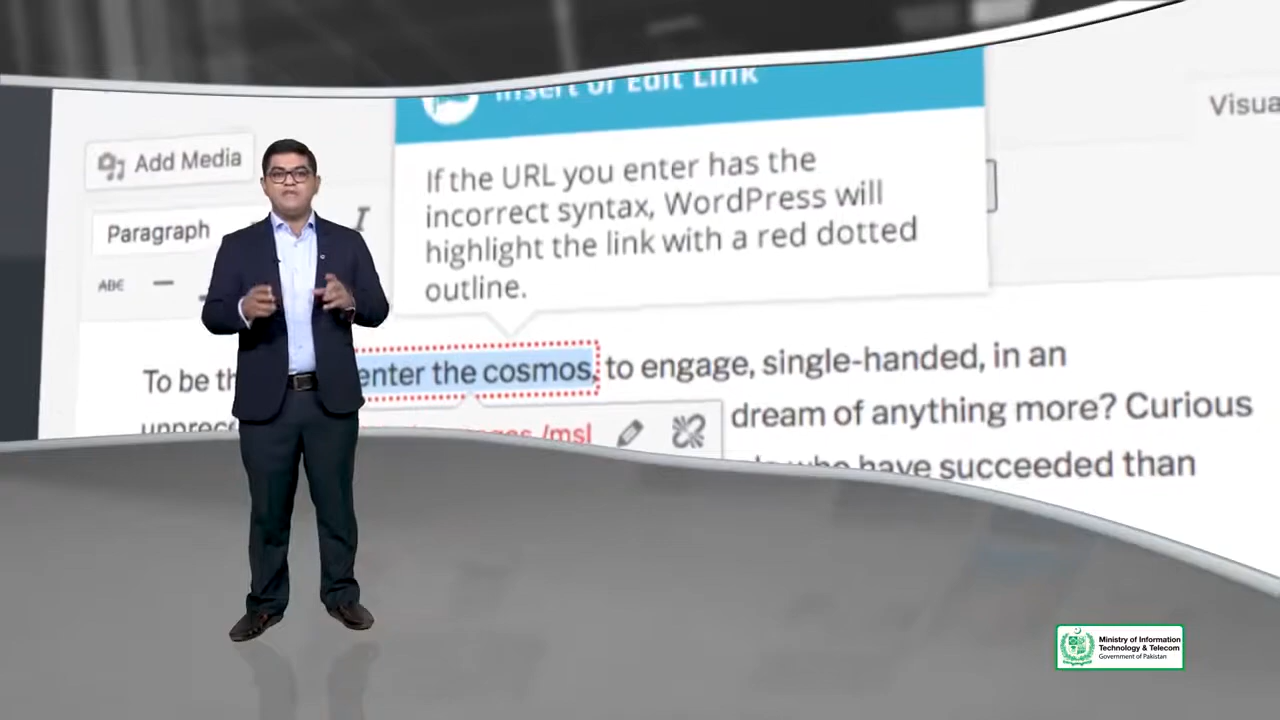 Insert or Edit Link
Visua
Add Media
If the URL you enter has the
incorrect syntax, WordPress will
highlight the link with a red dotted
outline.
Paragraph
I
ABC
To be th enter the cosmos, to engage, single-handed, in an
dream of anything more? Curious
who have succeeded than
Ministry of Information
Technology & Telecom
Government of Pakistan